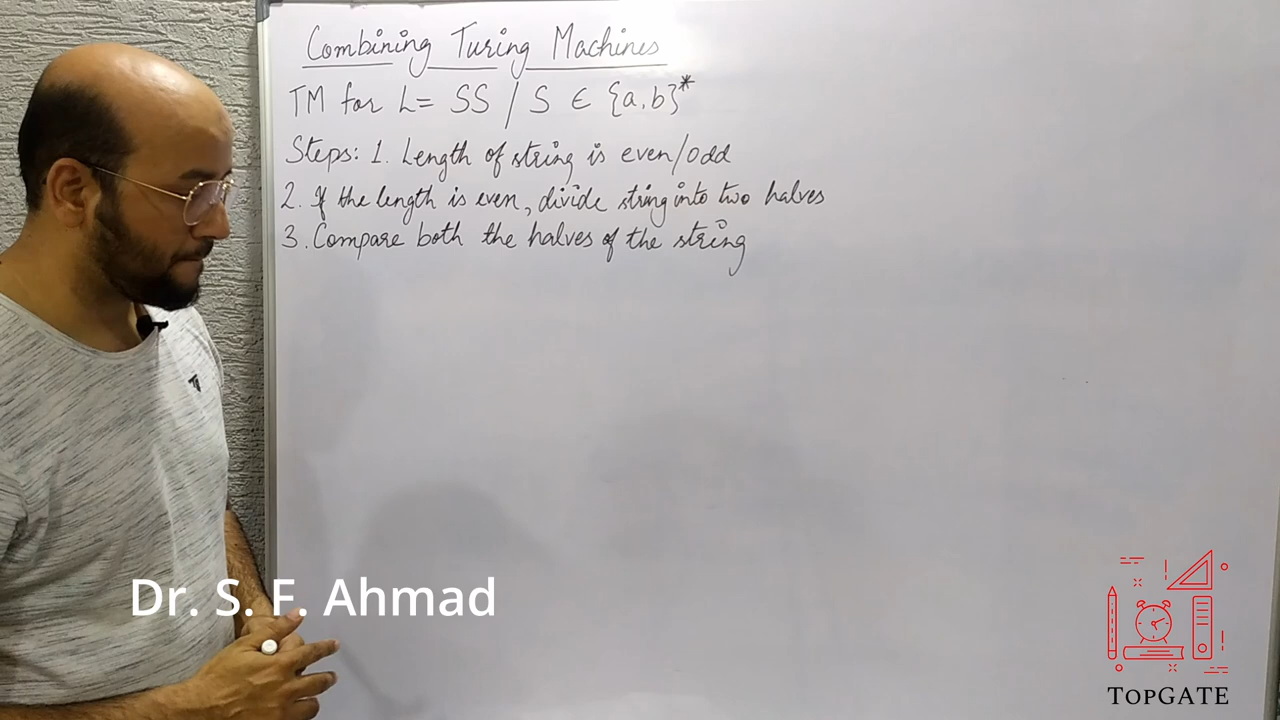 Combining Turing Machines
TM for L= SS / S ∈ {a,b}*
Steps: 1. Length of string is even/odd
2. If the length is even, divide string into two halves
3. Compare both the halves of the string
Dr. S. F. Ahmad
TOPGATE